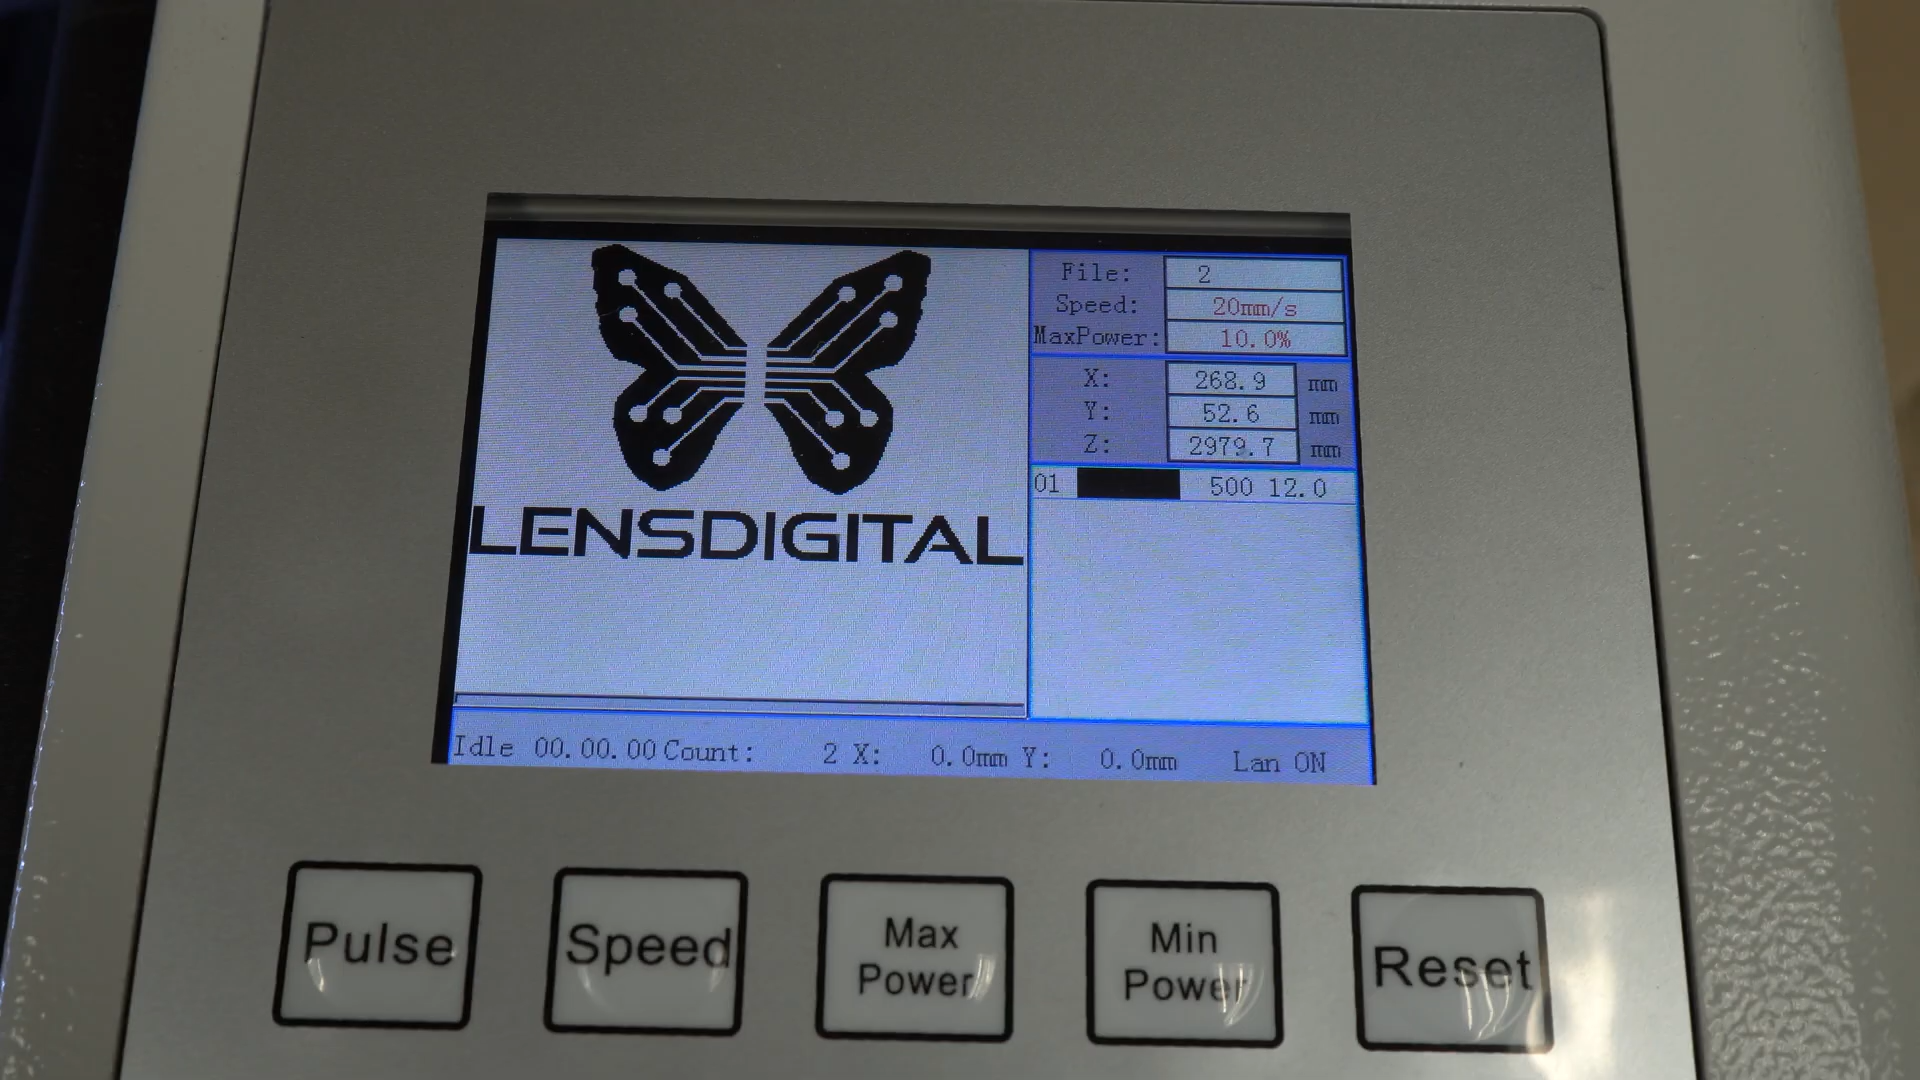 LENSDIGITAL
File: 2
Speed: 20mm/s
MaxPower: 10.0%
X: 268.9 mm
Y: 52.6 mm
Z: 2979.7 mm
01 500 12.0
Idle 00.00.00 Count: 2 X: 0.0mm Y: 0.0mm Lan ON
Pulse
Speed
Max
Power
Min
Power
Reset